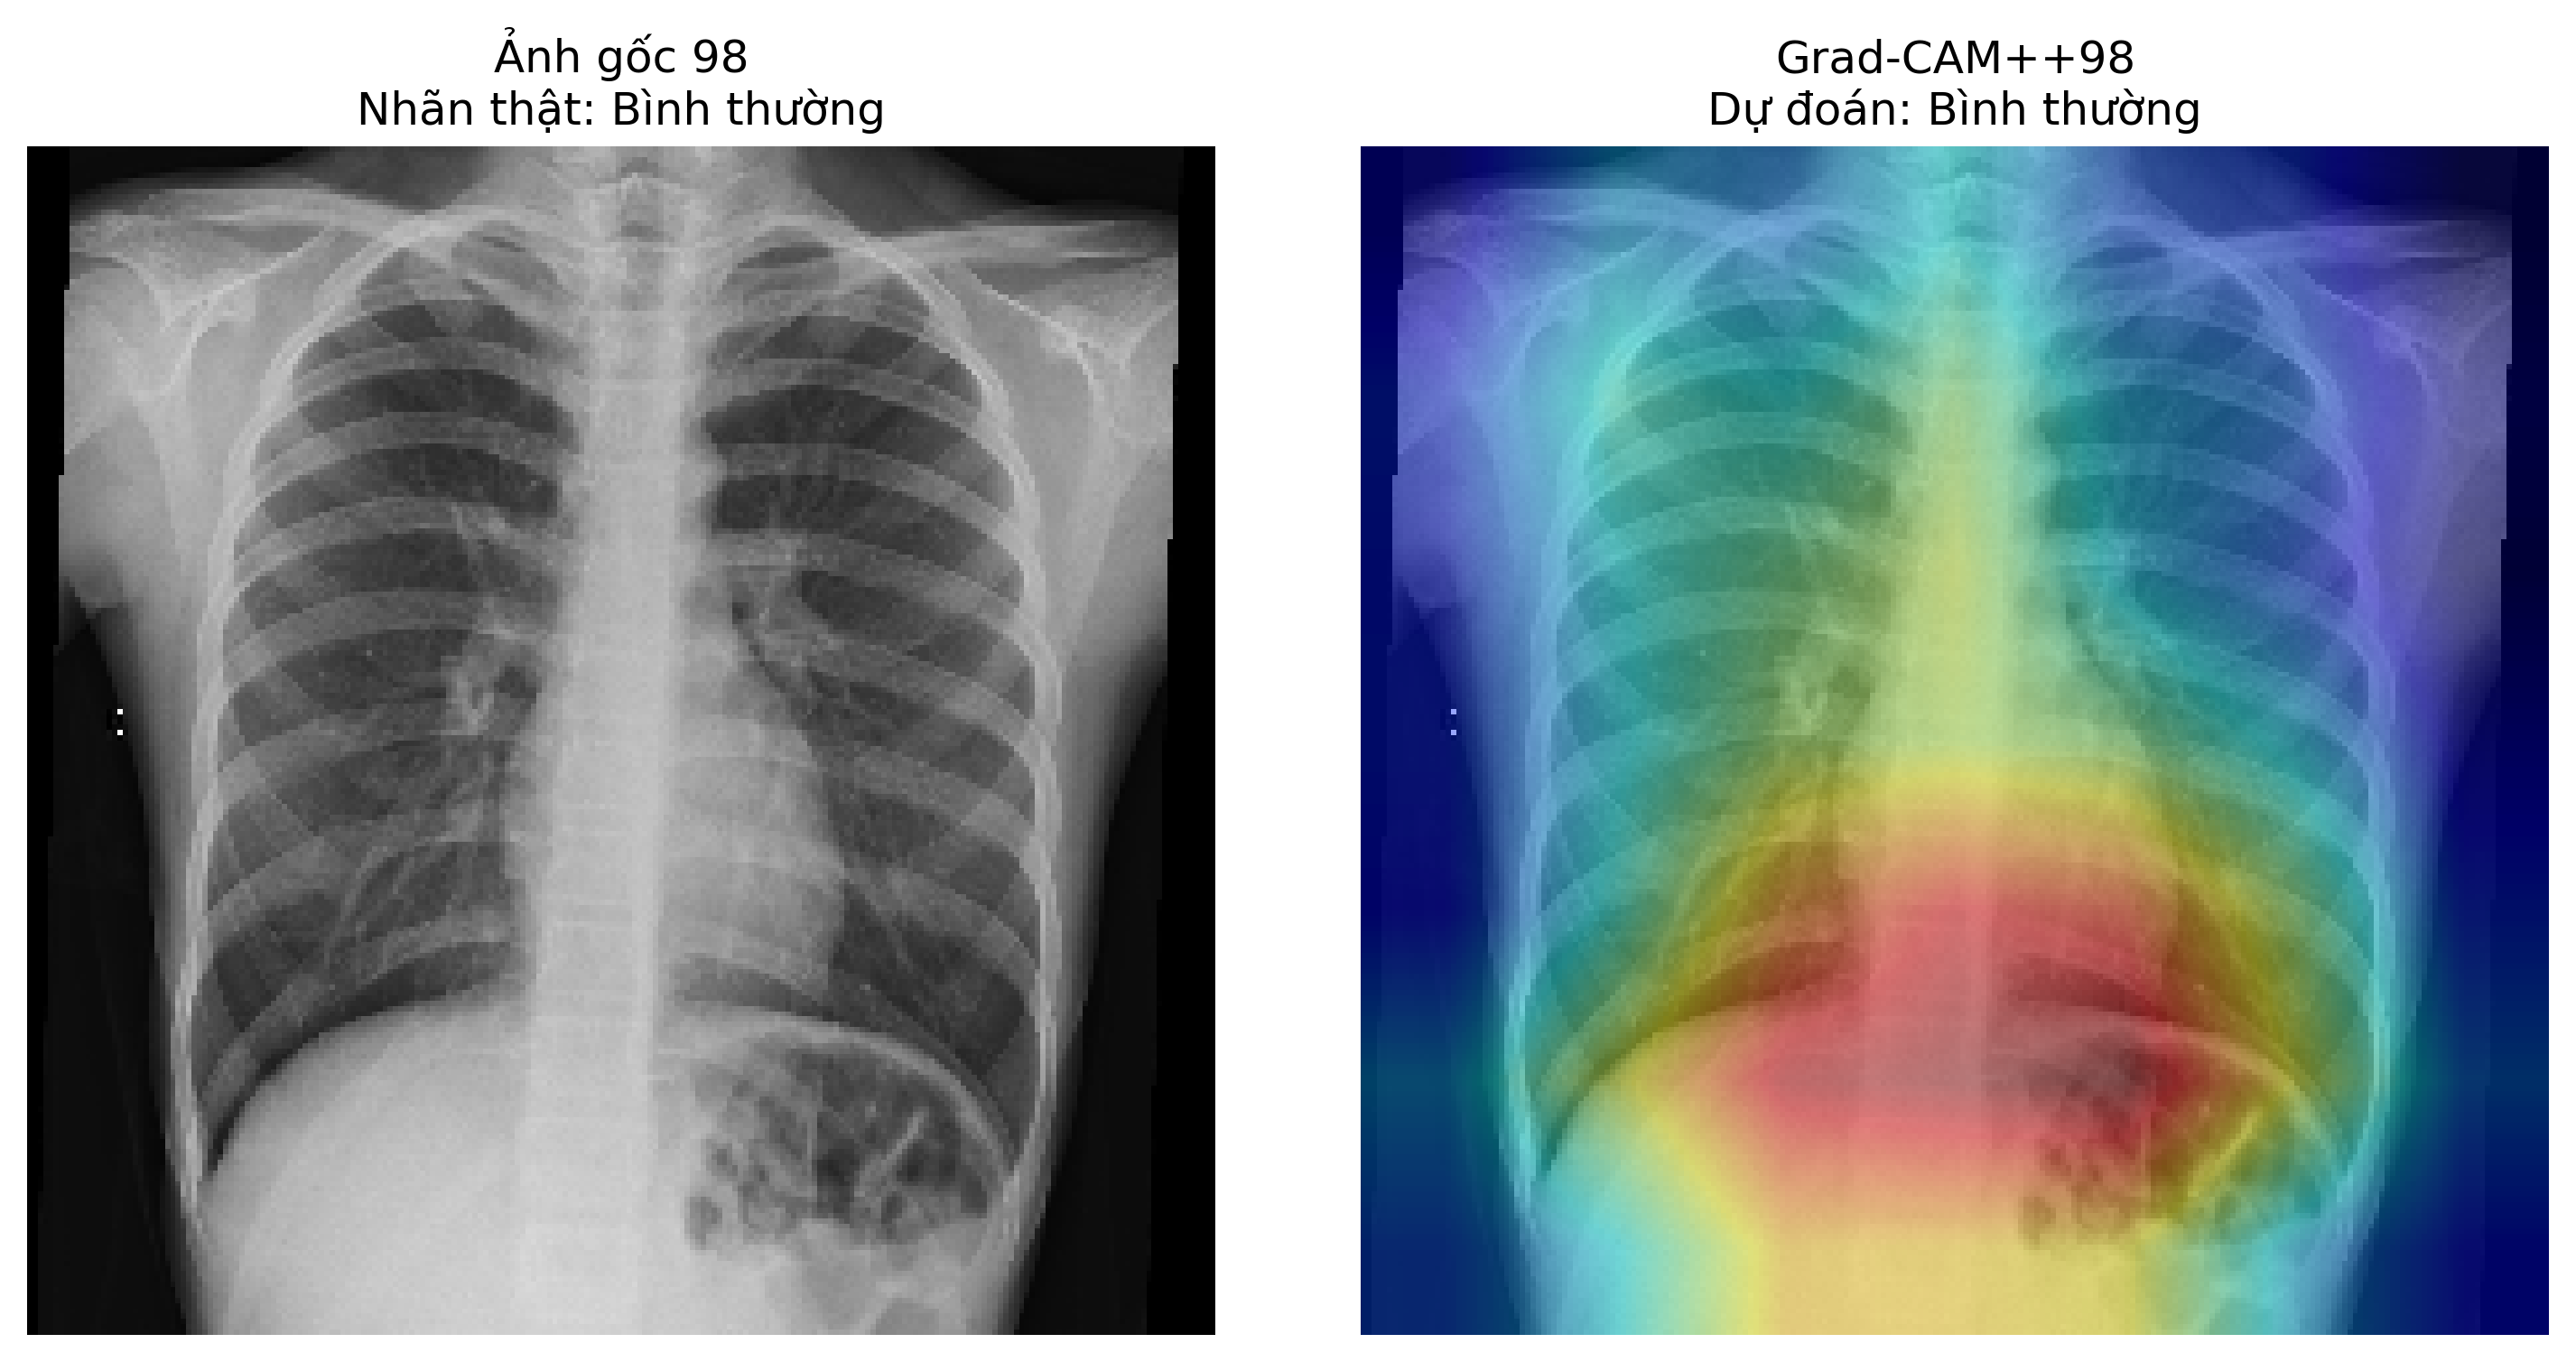 Ảnh gốc 98
Nhãn thật: Bình thường
Grad-CAM++98
Dự đoán: Bình thường